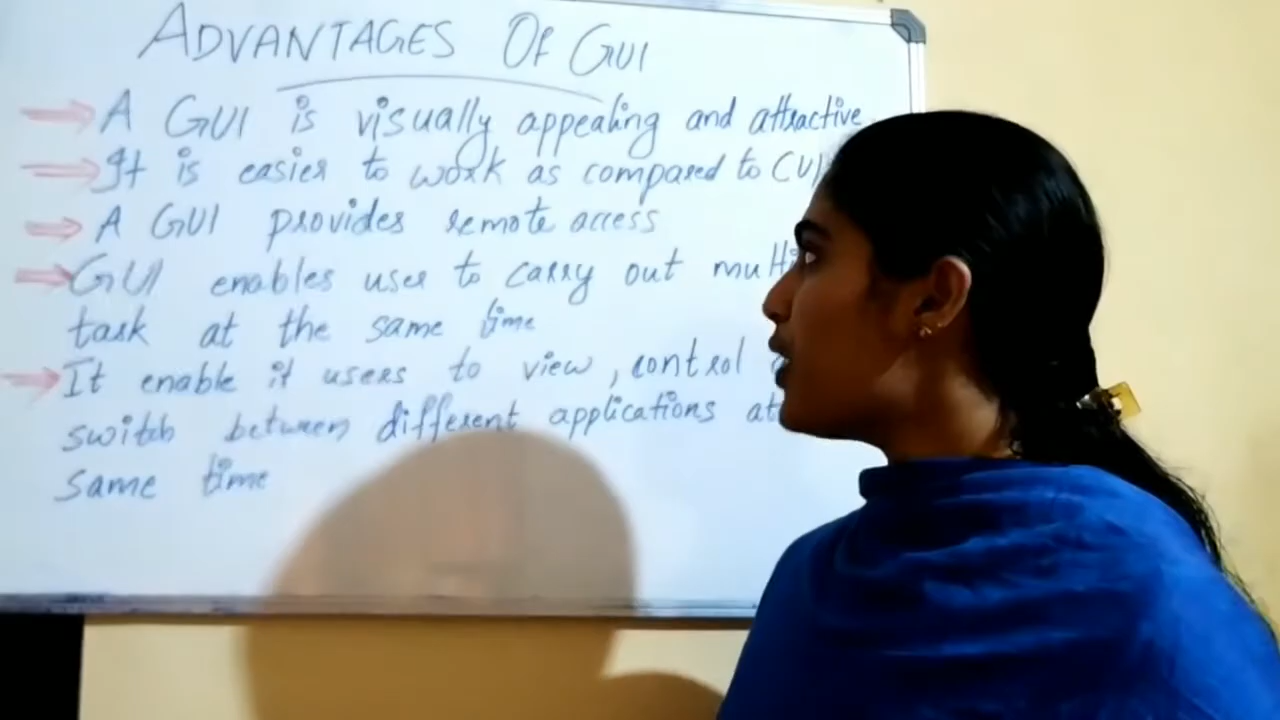 ADVANTAGES OF GUI
A GUI is visually appealing and attractive
It is easier to work as compared to CUI
A GUI provides remote access
GUI enables user to carry out multi
task at the same time
It enable it users to view, control
switch between different applications at
same time